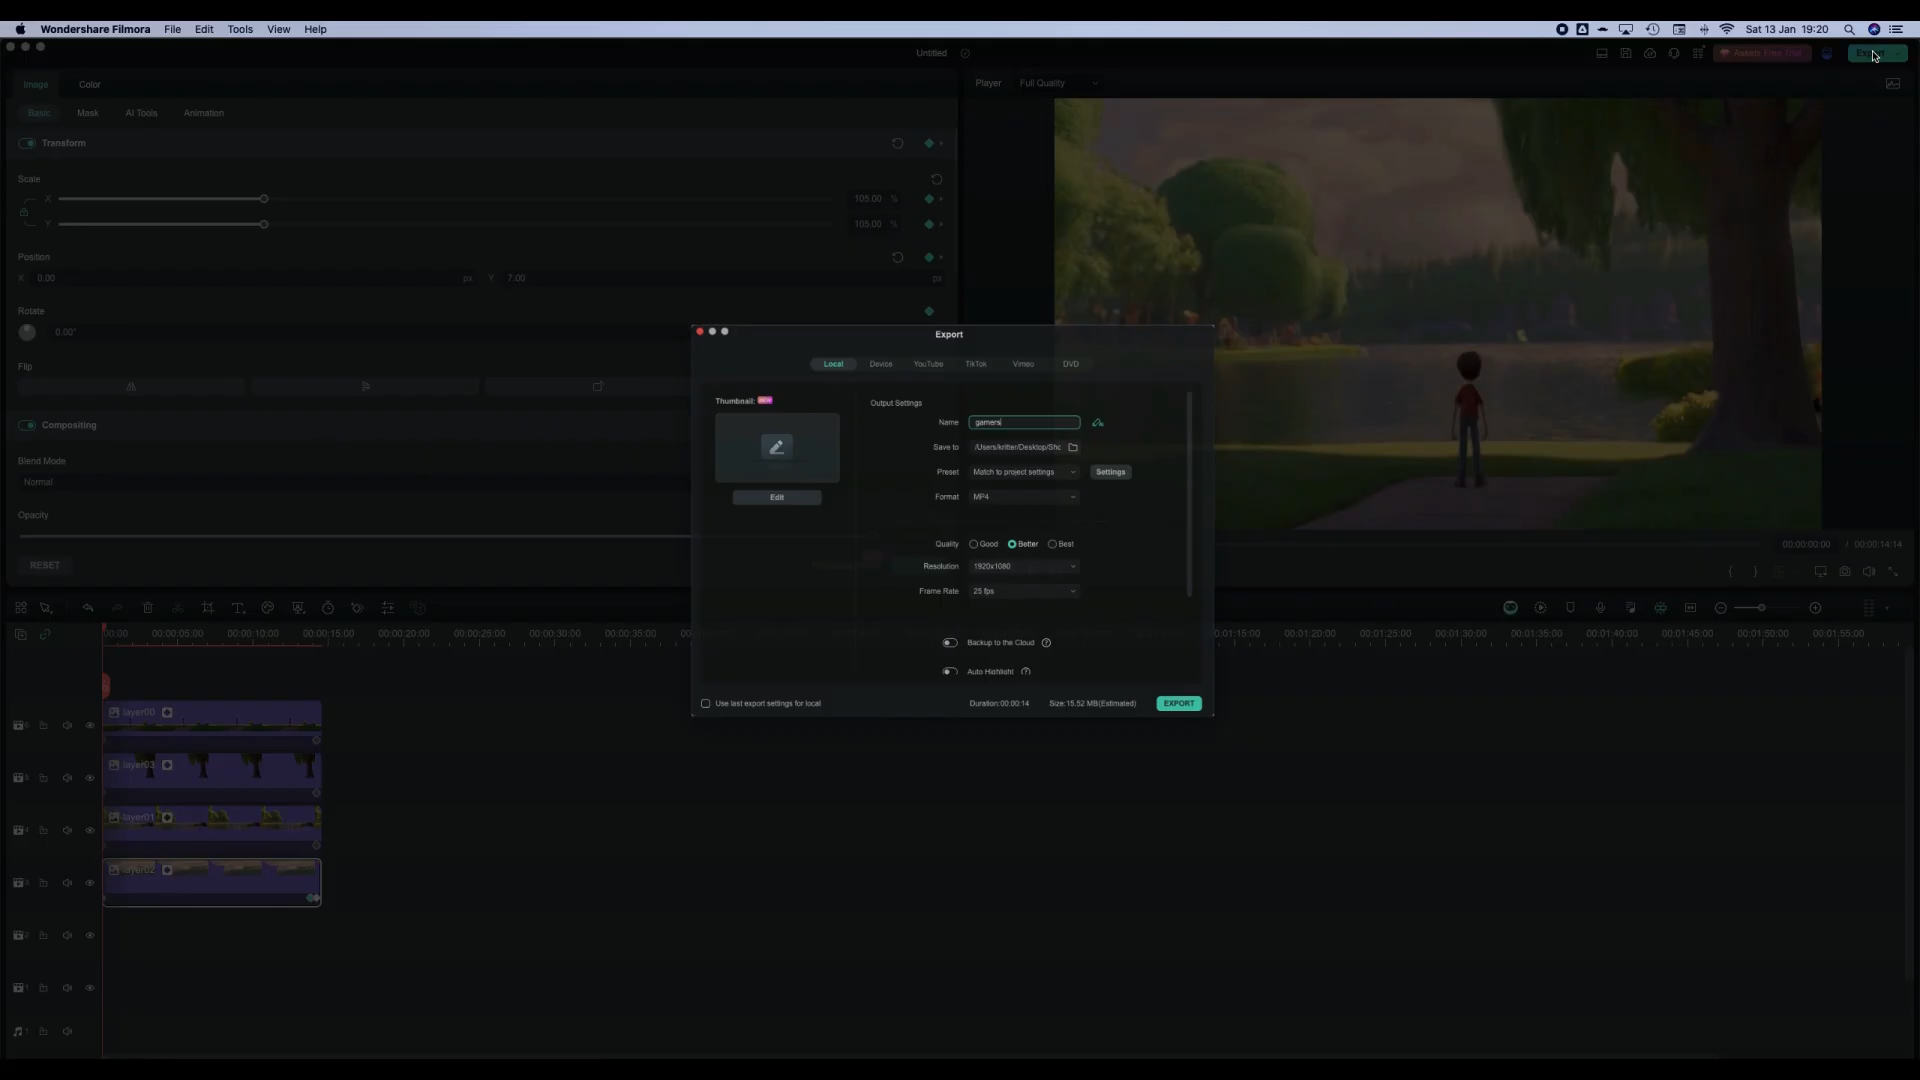 Wondershare Filmora File Edit Tools View Help
Sat 13 Jan 19:20
Untitled
Assets Free Trial
Image Color
Player Full Quality
Basic Mask AI Tools Animation
Transform
Scale
X 105.00 %
Y 105.00 %
Position
X 0.00 px Y 7.00 px
Rotate
0.00°
Flip
Compositing
Blend Mode
Normal
Opacity
RESET
Export
Local Device YouTube TikTok Vimeo DVD
Thumbnail: NEW
Edit
Output Settings
Name gamers
Save to /Users/kritter/Desktop/Sho
Preset Match to project settings Settings
Format MP4
Quality Good Better Best
Resolution 1920x1080
Frame Rate 25 fps
Backup to the Cloud
Auto Highlight
Use last export settings for local Duration:00:00:14 Size:15.52 MB(Estimated) EXPORT
00:00:00:00 / 00:00:14:14
00:00 00:00:05:00 00:00:10:00 00:00:15:00 00:00:20:00 00:00:25:00 00:00:30:00 00:00:35:00 00:01:15:00 00:01:20:00 00:01:25:00 00:01:30:00 00:01:35:00 00:01:40:00 00:01:45:00 00:01:50:00 00:01:55:00
layer00
layer03
layer01
layer02